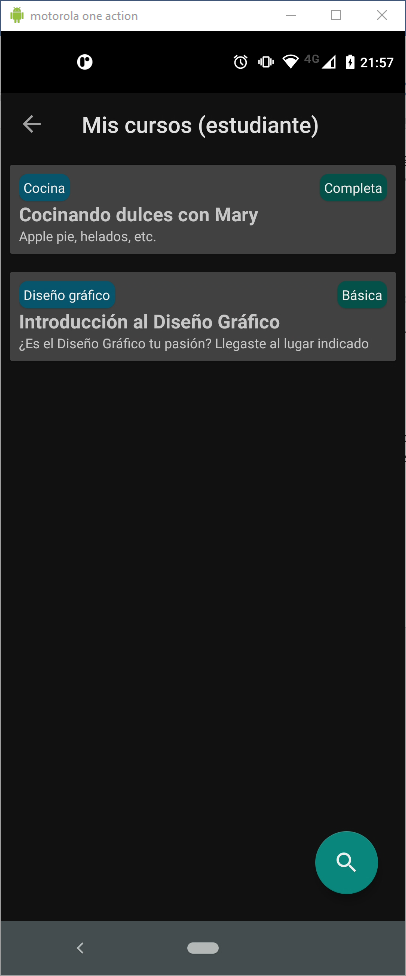 motorola one action
4G
21:57
Mis cursos (estudiante)
Cocina
Completa
Cocinando dulces con Mary
Apple pie, helados, etc.
Diseño gráfico
Básica
Introducción al Diseño Gráfico
¿Es el Diseño Gráfico tu pasión? Llegaste al lugar indicado